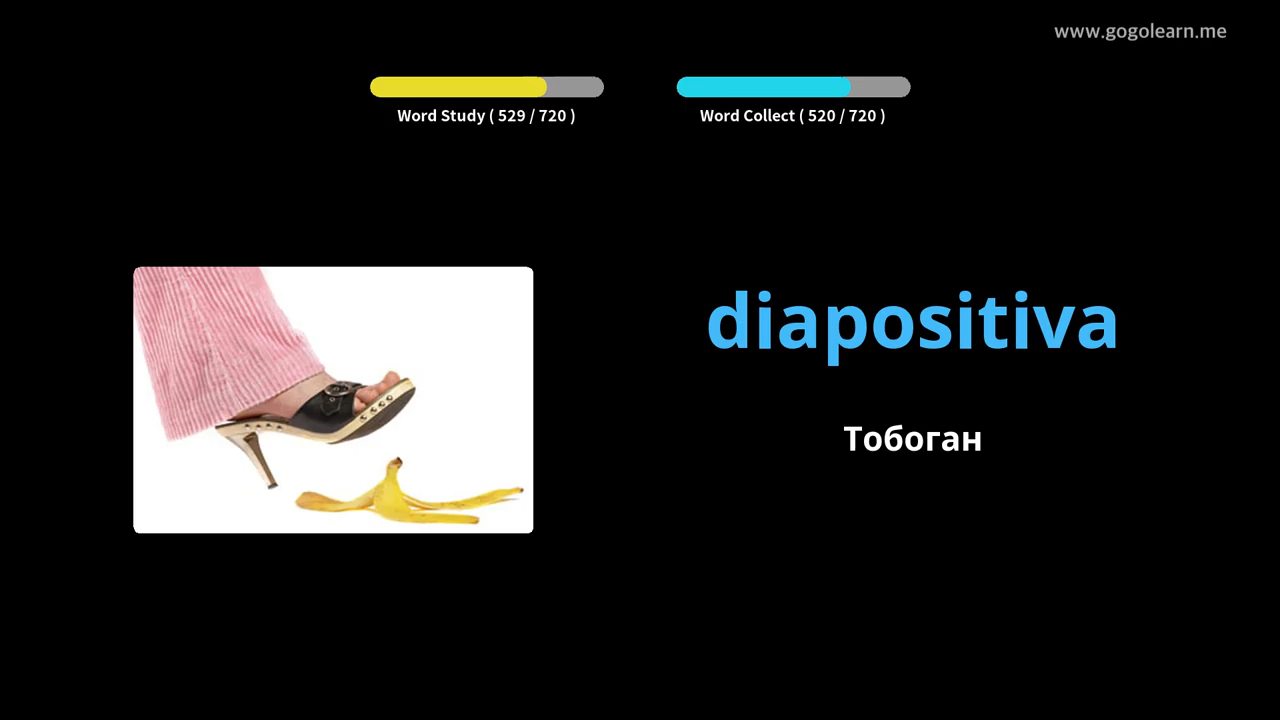 www.gogolearn.me
Word Study ( 529 / 720 )
Word Collect ( 520 / 720 )
diapositiva
Тобоган